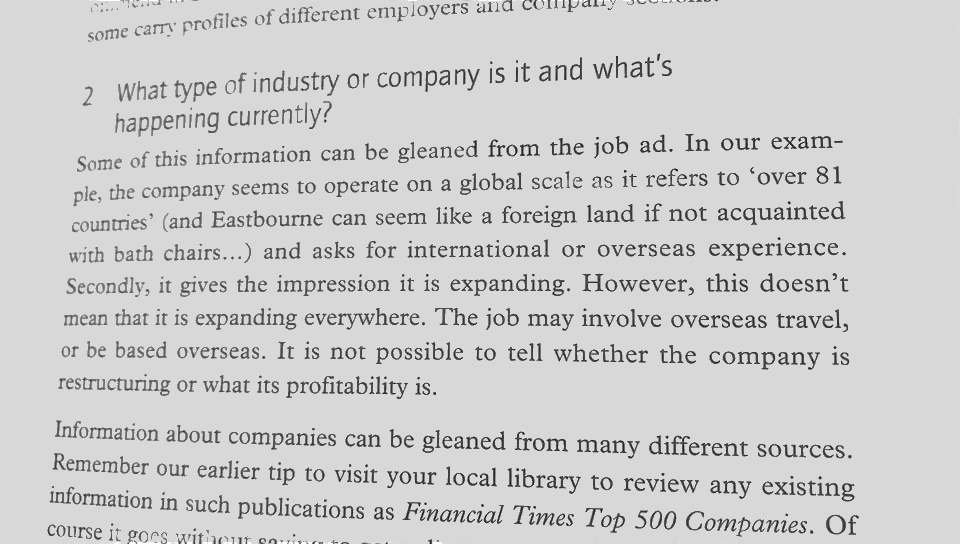 some carry profiles of different employers and company sections.
2 What type of industry or company is it and what's
happening currently?
Some of this information can be gleaned from the job ad. In our exam-
ple, the company seems to operate on a global scale as it refers to ‘over 81
countries’ (and Eastbourne can seem like a foreign land if not acquainted
with bath chairs...) and asks for international or overseas experience.
Secondly, it gives the impression it is expanding. However, this doesn’t
mean that it is expanding everywhere. The job may involve overseas travel,
or be based overseas. It is not possible to tell whether the company is
restructuring or what its profitability is.
Information about companies can be gleaned from many different sources.
Remember our earlier tip to visit your local library to review any existing
information in such publications as Financial Times Top 500 Companies. Of
course it goes without saying to